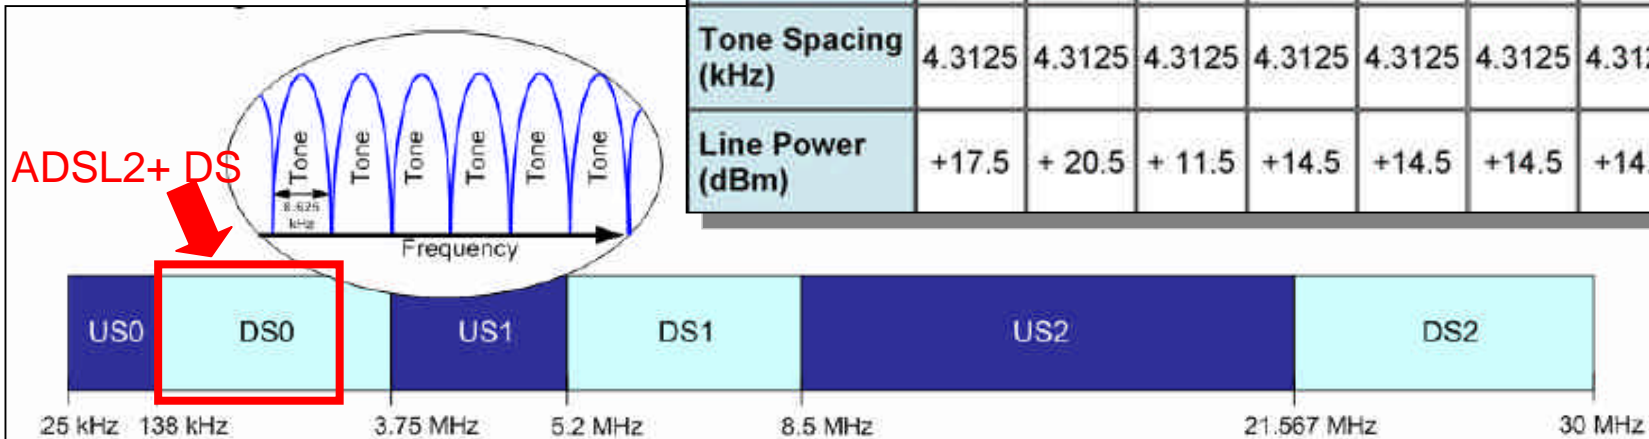 Tone Spacing (kHz) 4.3125 4.3125 4.3125 4.3125 4.3125 4.3125
Line Power (dBm) +17.5 + 20.5 + 11.5 +14.5 +14.5 +14.5
ADSL2+ DS
Tone Tone Tone Tone Tone Tone
8.625 kHz
Frequency
US0 DS0 US1 DS1 US2 DS2
25 kHz 138 kHz 3.75 MHz 5.2 MHz 8.5 MHz 21.567 MHz 30 MHz